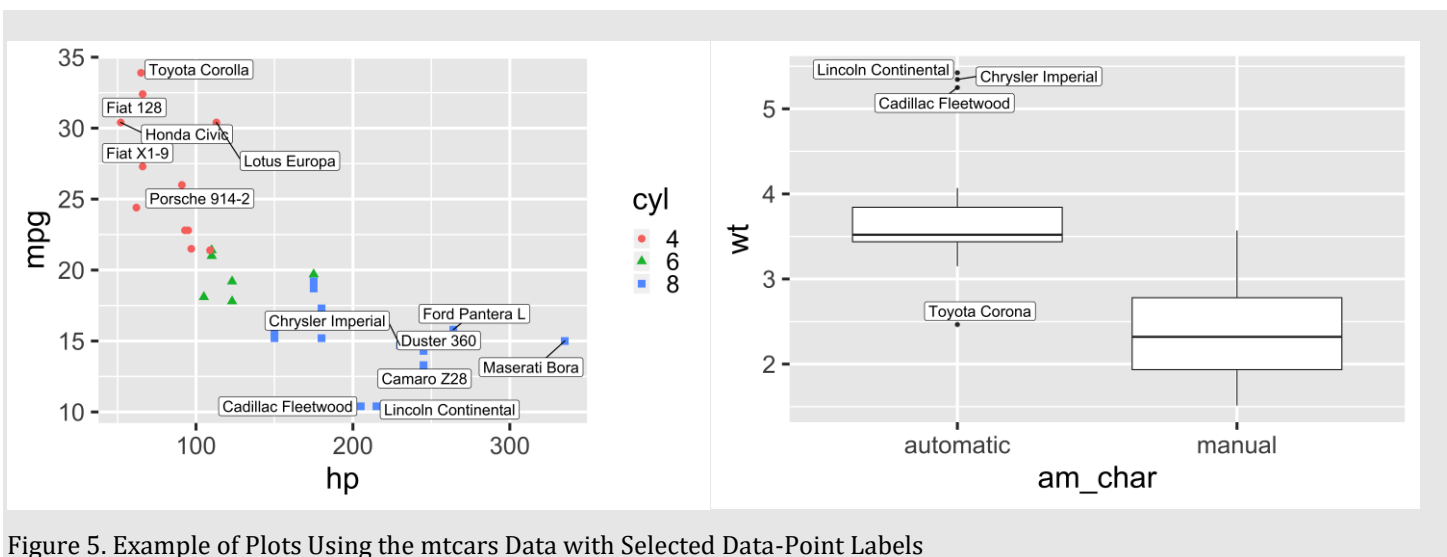 35
30
25
20
15
10
mpg
Toyota Corolla
Fiat 128
Honda Civic
Fiat X1-9
Lotus Europa
Porsche 914-2
Chrysler Imperial
Ford Pantera L
Duster 360
Maserati Bora
Camaro Z28
Cadillac Fleetwood
Lincoln Continental
100
200
300
hp
cyl
4
6
8
5
4
3
2
wt
Lincoln Continental
Chrysler Imperial
Cadillac Fleetwood
Toyota Corona
automatic
manual
am_char
Figure 5. Example of Plots Using the mtcars Data with Selected Data-Point Labels